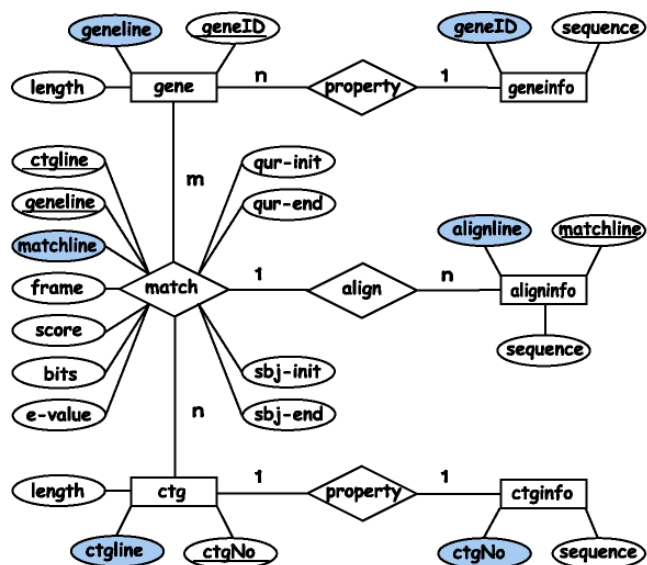 geneline geneID geneID sequence
length gene n property 1 geneinfo
ctgline qur-init
m
geneline qur-end
matchline alignline matchline
frame match 1 align n aligninfo
score
sequence
bits sbj-init
e-value n sbj-end
length ctg 1 property 1 ctginfo
ctgline ctgNo ctgNo sequence